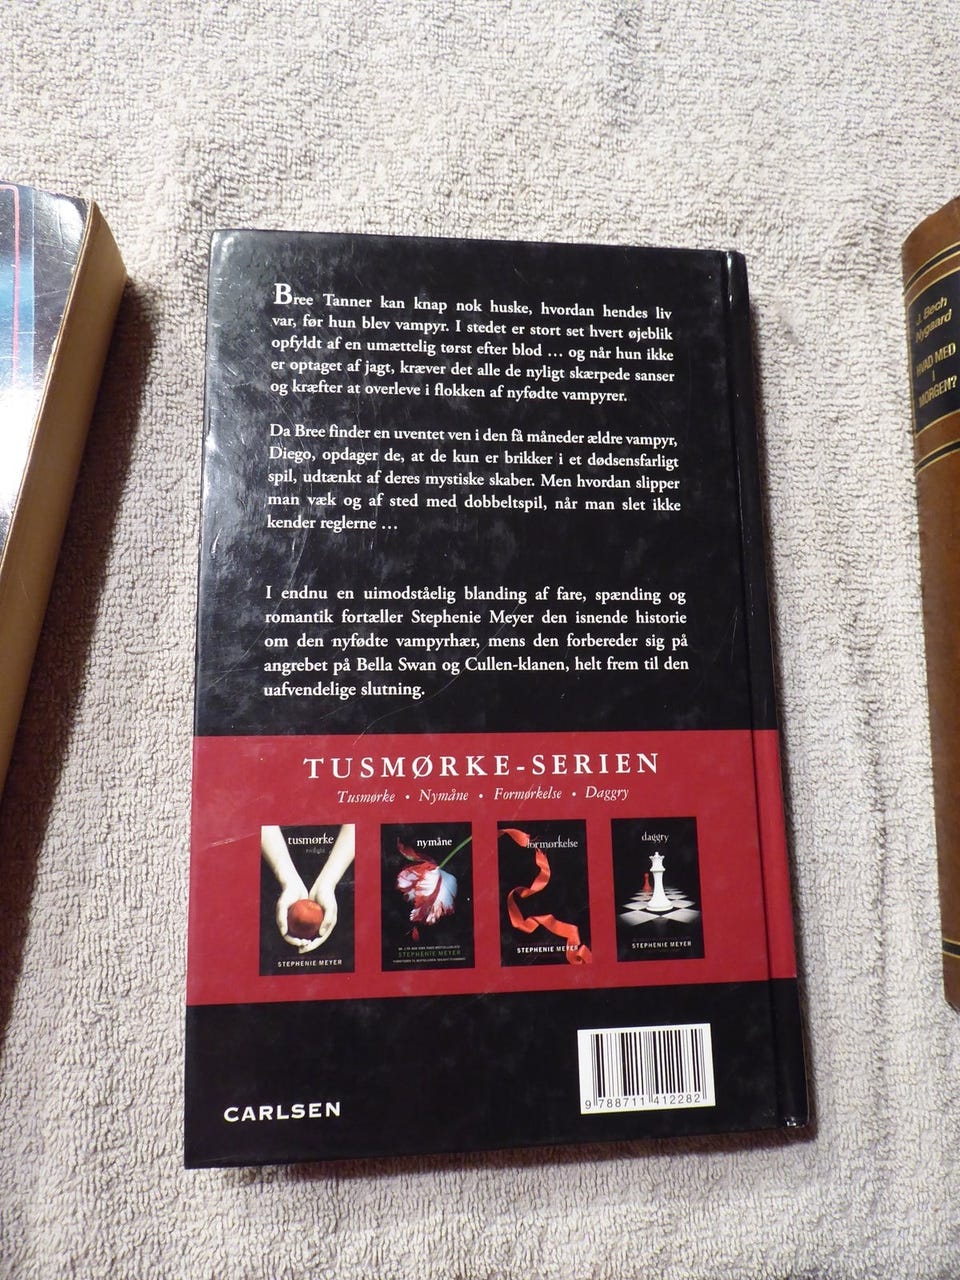 Bree Tanner kan knap nok huske, hvordan hendes liv
var, før hun blev vampyr. I stedet er stort set hvert øjeblik
opfyldt af en umættelig tørst efter blod … og når hun ikke
er optaget af jagt, kræver det alle de nyligt skærpede sanser
og kræfter at overleve i flokken af nyfødte vampyrer.
Da Bree finder en uventet ven i den få måneder ældre vampyr,
Diego, opdager de, at de kun er brikker i et dødsensfarligt
spil, udtænkt af deres mystiske skaber. Men hvordan slipper
man væk og af sted med dobbeltspil, når man slet ikke
kender reglerne …
I endnu en uimodståelig blanding af fare, spænding og
romantik fortæller Stephenie Meyer den isnende historie
om den nyfødte vampyrhær, mens den forbereder sig på
angrebet på Bella Swan og Cullen-klanen, helt frem til den
uafvendelige slutning.
TUSMØRKE-SERIEN
Tusmørke • Nymåne • Formørkelse • Daggry
tusmørke
STEPHENIE MEYER
nymåne
STEPHENIE MEYER
formørkelse
STEPHENIE MEYER
daggry
STEPHENIE MEYER
CARLSEN
9 788711 412282
J. Bech
Nygaard
HVAD MED
I
MORGEN?